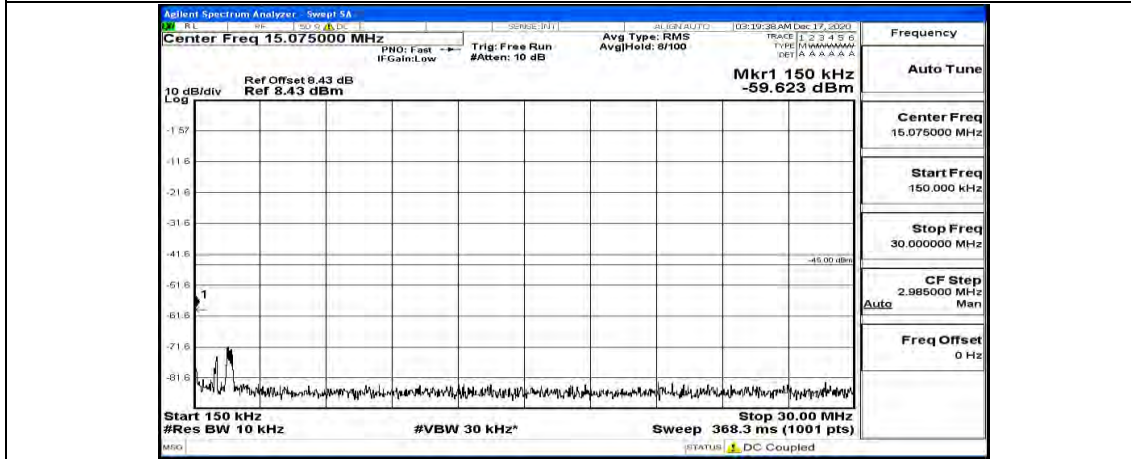 Agilent Spectrum Analyzer - Swept SA
RL RF 50 Ω DC SENSE:INT ALIGN AUTO 03:19:38 AM Dec 17, 2020
Center Freq 15.075000 MHz
PNO: Fast
IFGain:Low
Trig: Free Run
#Atten: 10 dB
Avg Type: RMS
Avg|Hold: 8/100
TRACE 1 2 3 4 5 6
TYPE M
DET A A A A A A
Ref Offset 8.43 dB
Ref 8.43 dBm
10 dB/div
Log
Mkr1 150 kHz
-59.623 dBm
-1.57
-11.6
-21.6
-31.6
-41.6
-45.00 dBm
-51.6
1
-61.6
-71.6
-81.6
Start 150 kHz
Stop 30.00 MHz
#Res BW 10 kHz
#VBW 30 kHz*
Sweep 368.3 ms (1001 pts)
MSG
STATUS DC Coupled
Frequency
Auto Tune
Center Freq
15.075000 MHz
Start Freq
150.000 kHz
Stop Freq
30.000000 MHz
CF Step
2.985000 MHz
Auto Man
Freq Offset
0 Hz